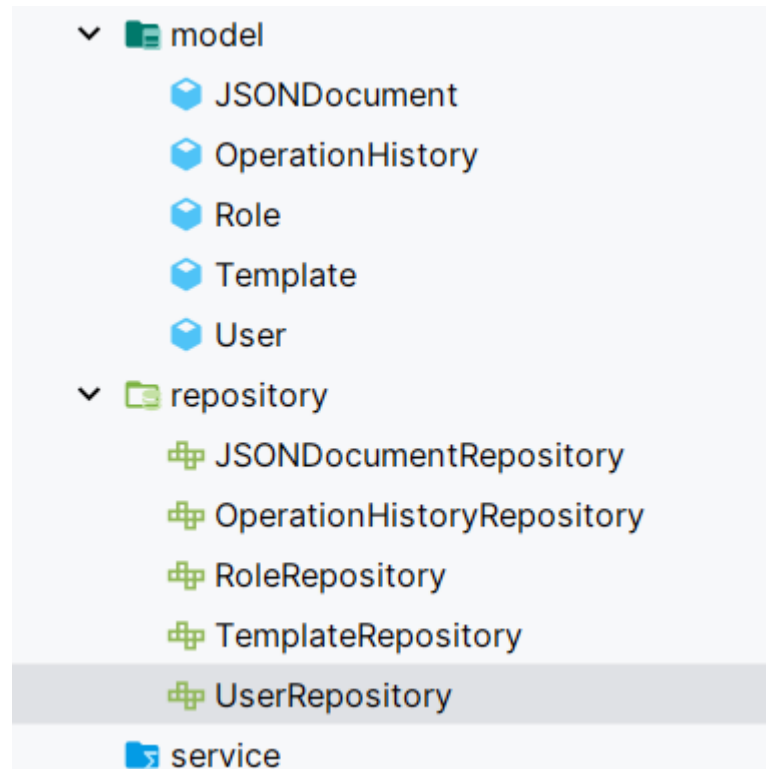 model
JSONDocument
OperationHistory
Role
Template
User
repository
JSONDocumentRepository
OperationHistoryRepository
RoleRepository
TemplateRepository
UserRepository
service